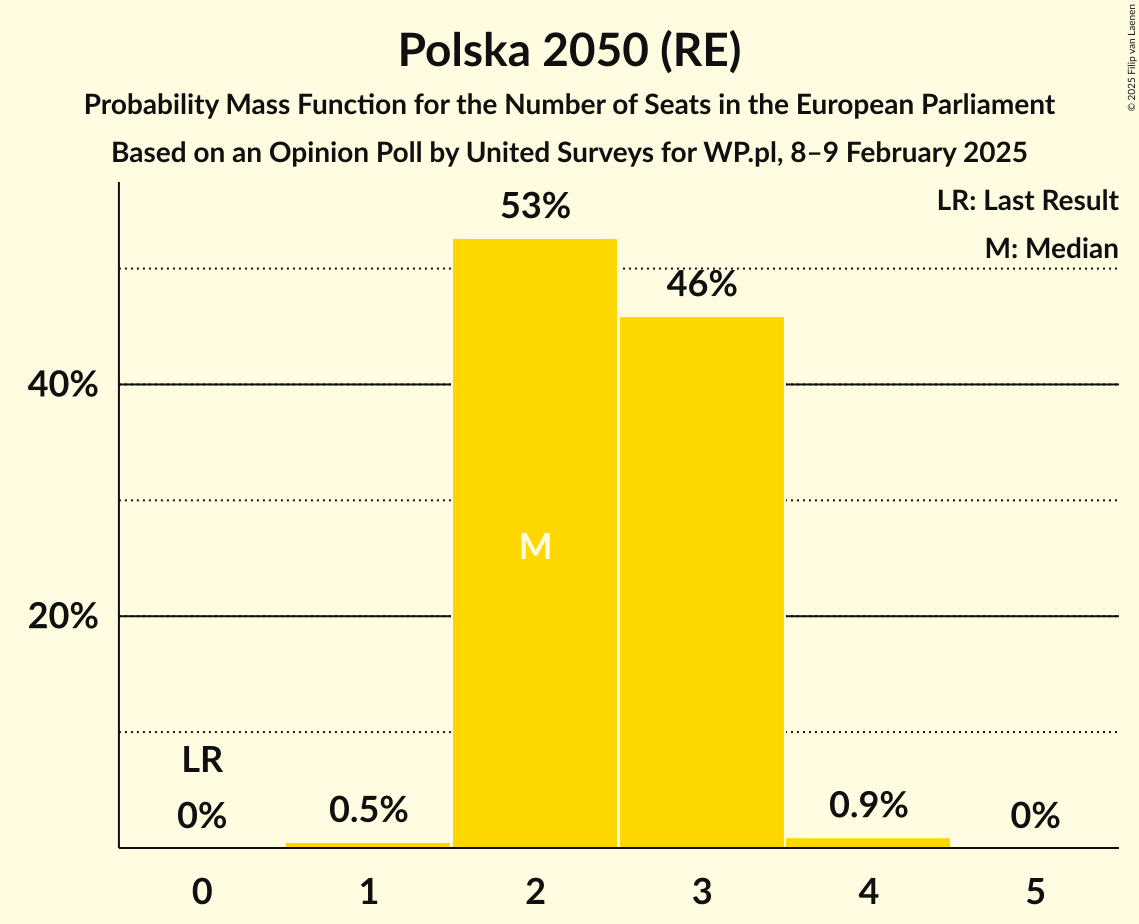 Polska 2050 (RE)
Probability Mass Function for the Number of Seats in the European Parliament
Based on an Opinion Poll by United Surveys for WP.pl, 8–9 February 2025
© 2025 Filip van Laenen
LR: Last Result
M: Median
53%
46%
40%
M
20%
LR
0%
0.5%
0.9%
0%
0
1
2
3
4
5